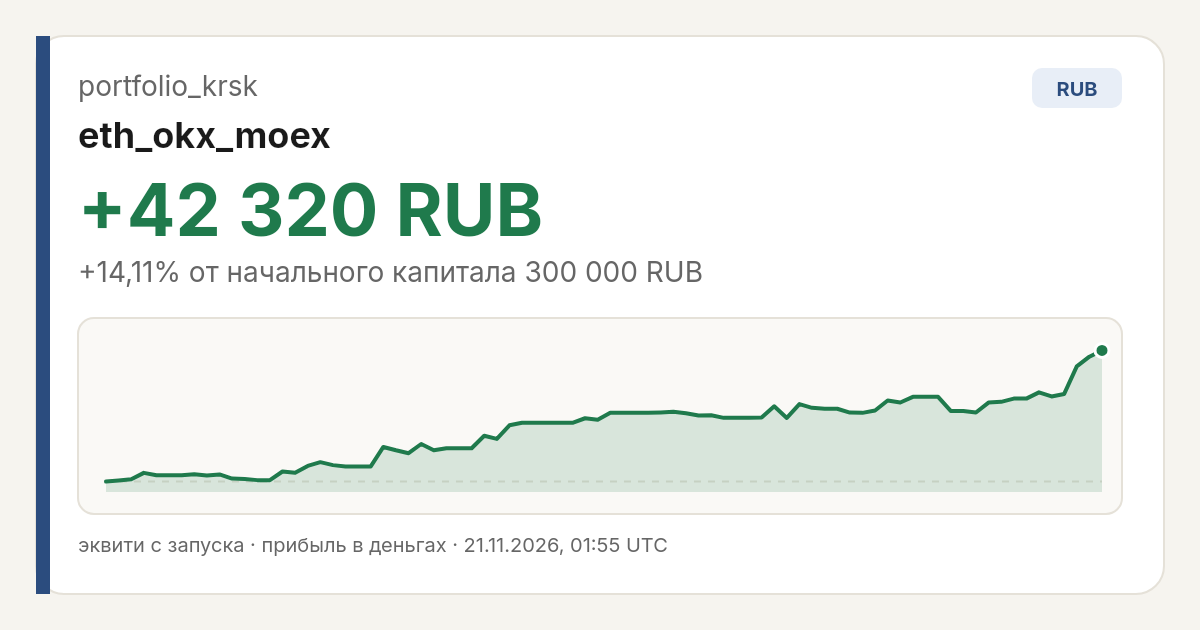 portfolio_krsk
RUB
eth_okx_moex
+42 320 RUB
+14,11% от начального капитала 300 000 RUB
эквити с запуска · прибыль в деньгах · 21.11.2026, 01:55 UTC